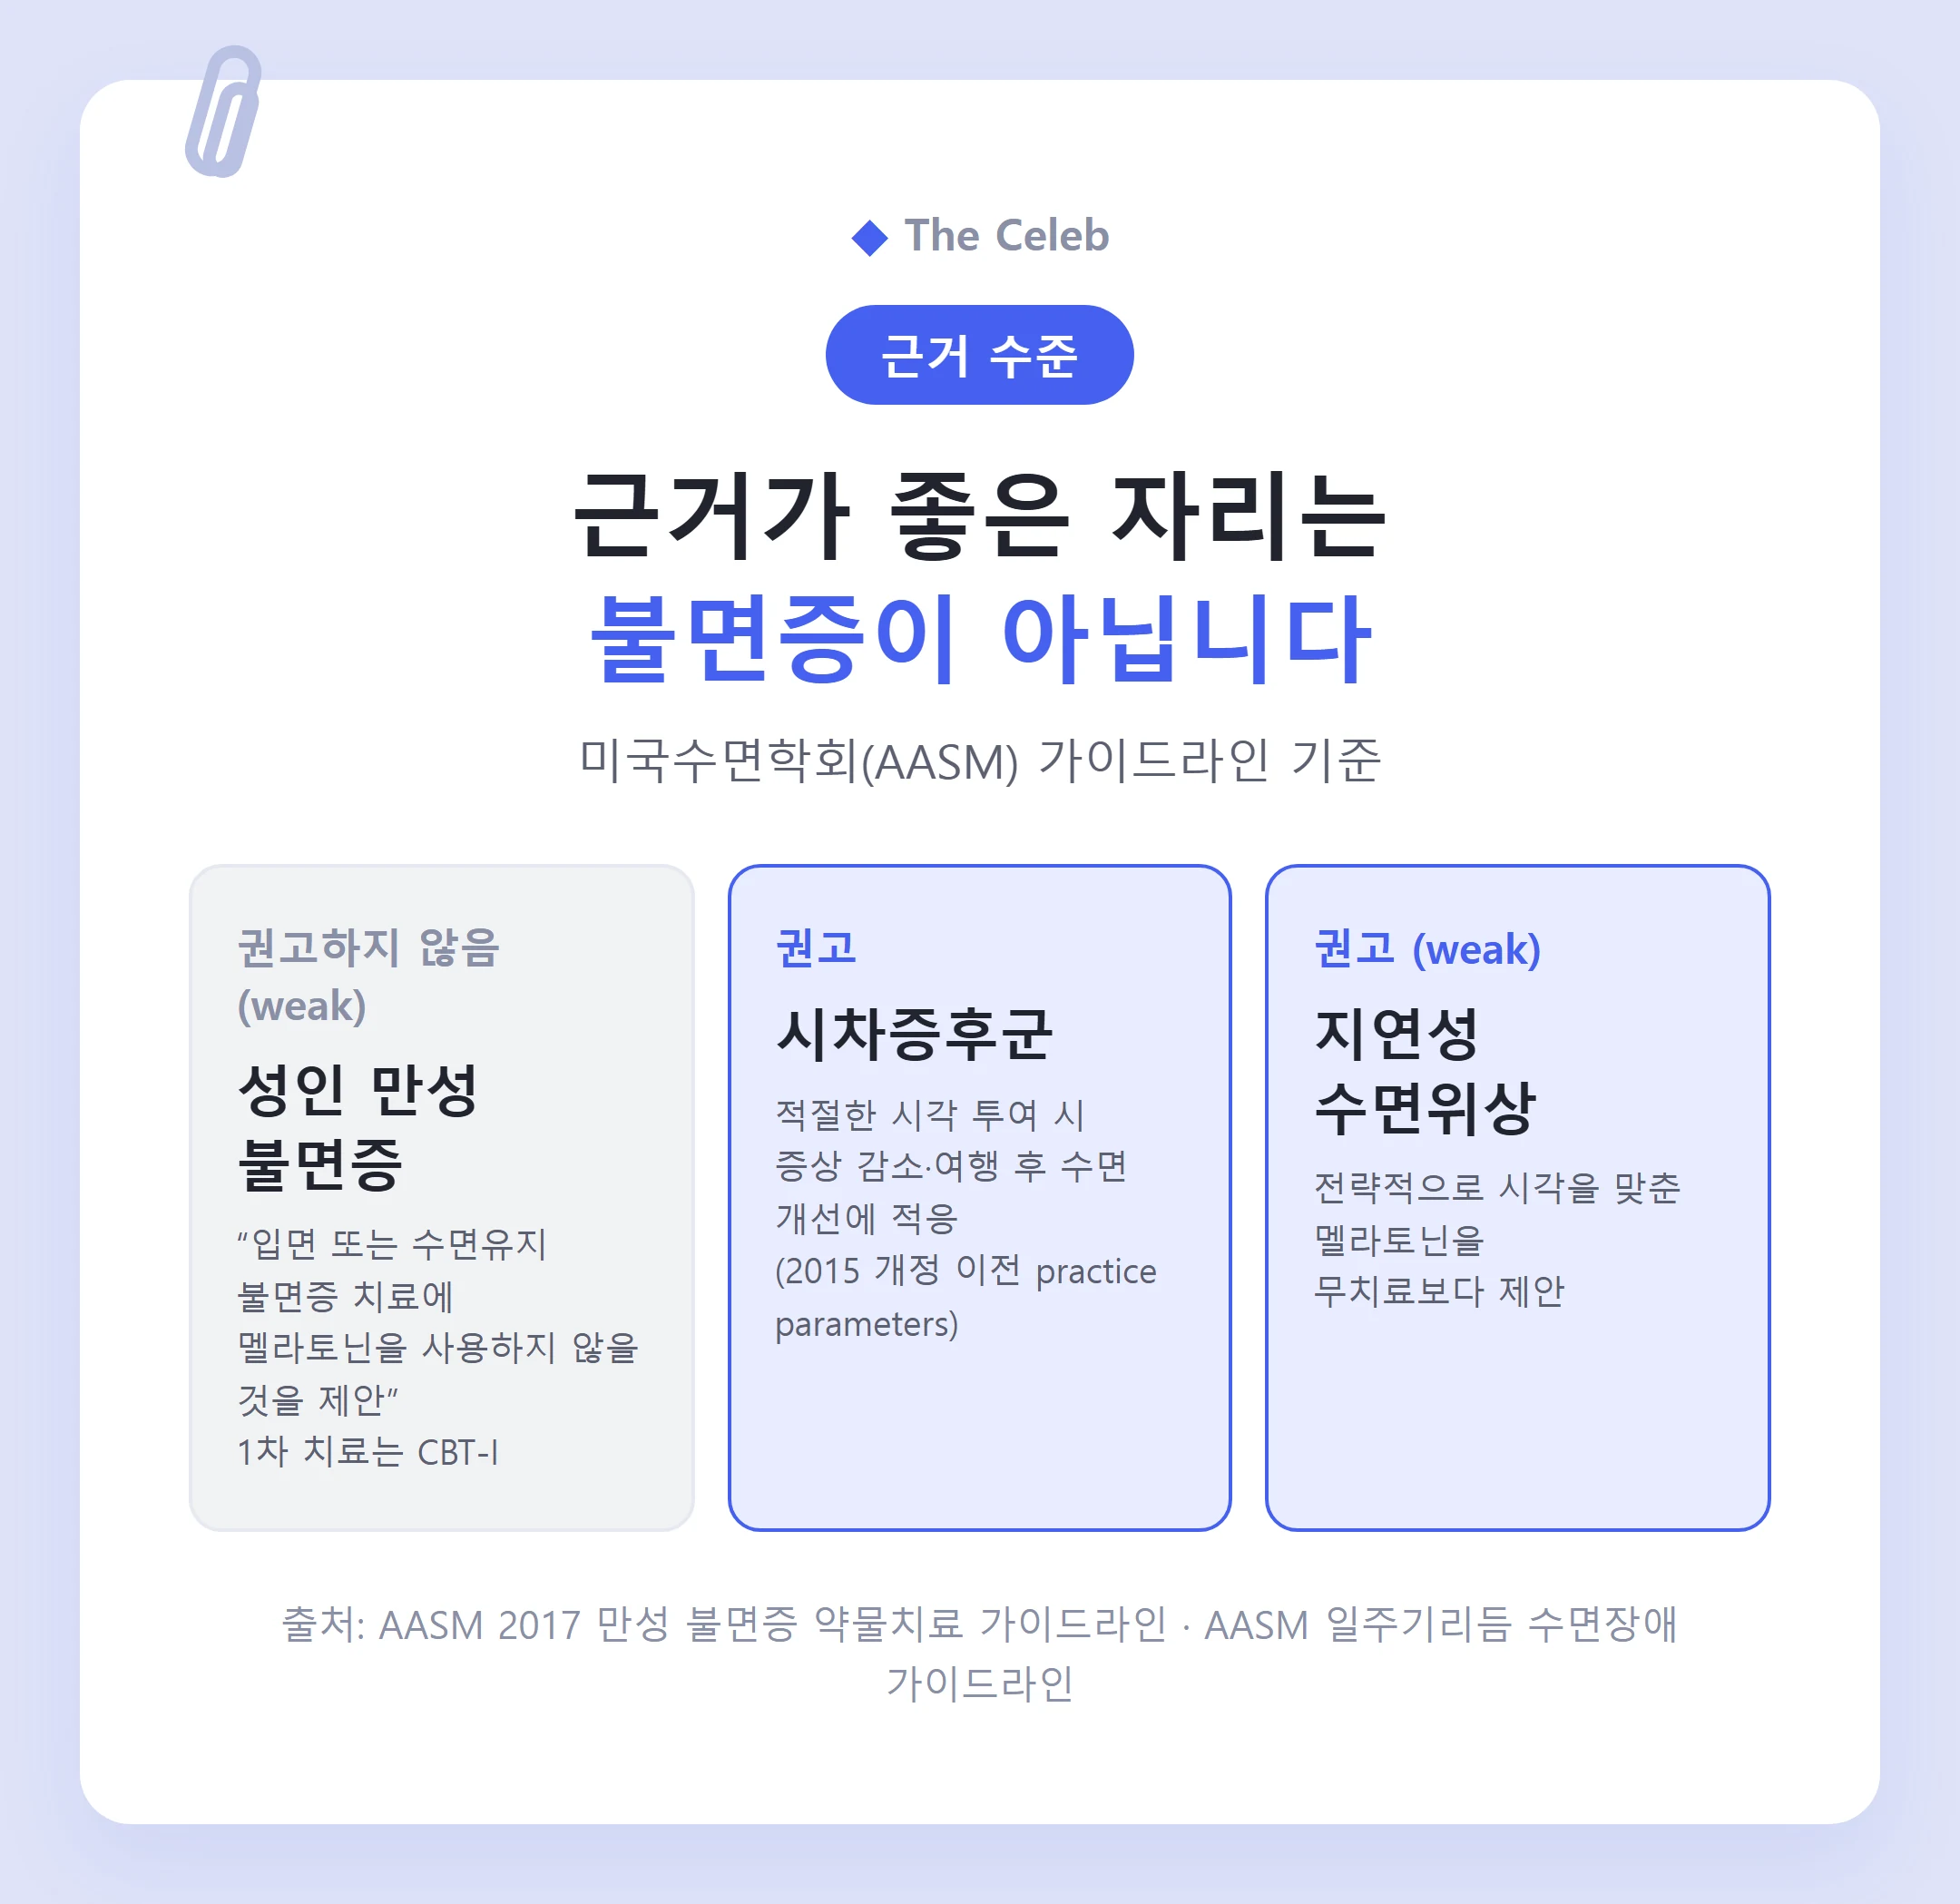 The Celeb
근거 수준
근거가 좋은 자리는
불면증이 아닙니다
미국수면학회(AASM) 가이드라인 기준
권고하지 않음
(weak)
성인 만성
불면증
"입면 또는 수면유지
불면증 치료에
멜라토닌을 사용하지 않을
것을 제안"
1차 치료는 CBT-I
권고
시차증후군
적절한 시각 투여 시
증상 감소·여행 후 수면
개선에 적응
(2015 개정 이전 practice
parameters)
권고 (weak)
지연성
수면위상
전략적으로 시각을 맞춘
멜라토닌을
무치료보다 제안
출처: AASM 2017 만성 불면증 약물치료 가이드라인 · AASM 일주기리듬 수면장애
가이드라인